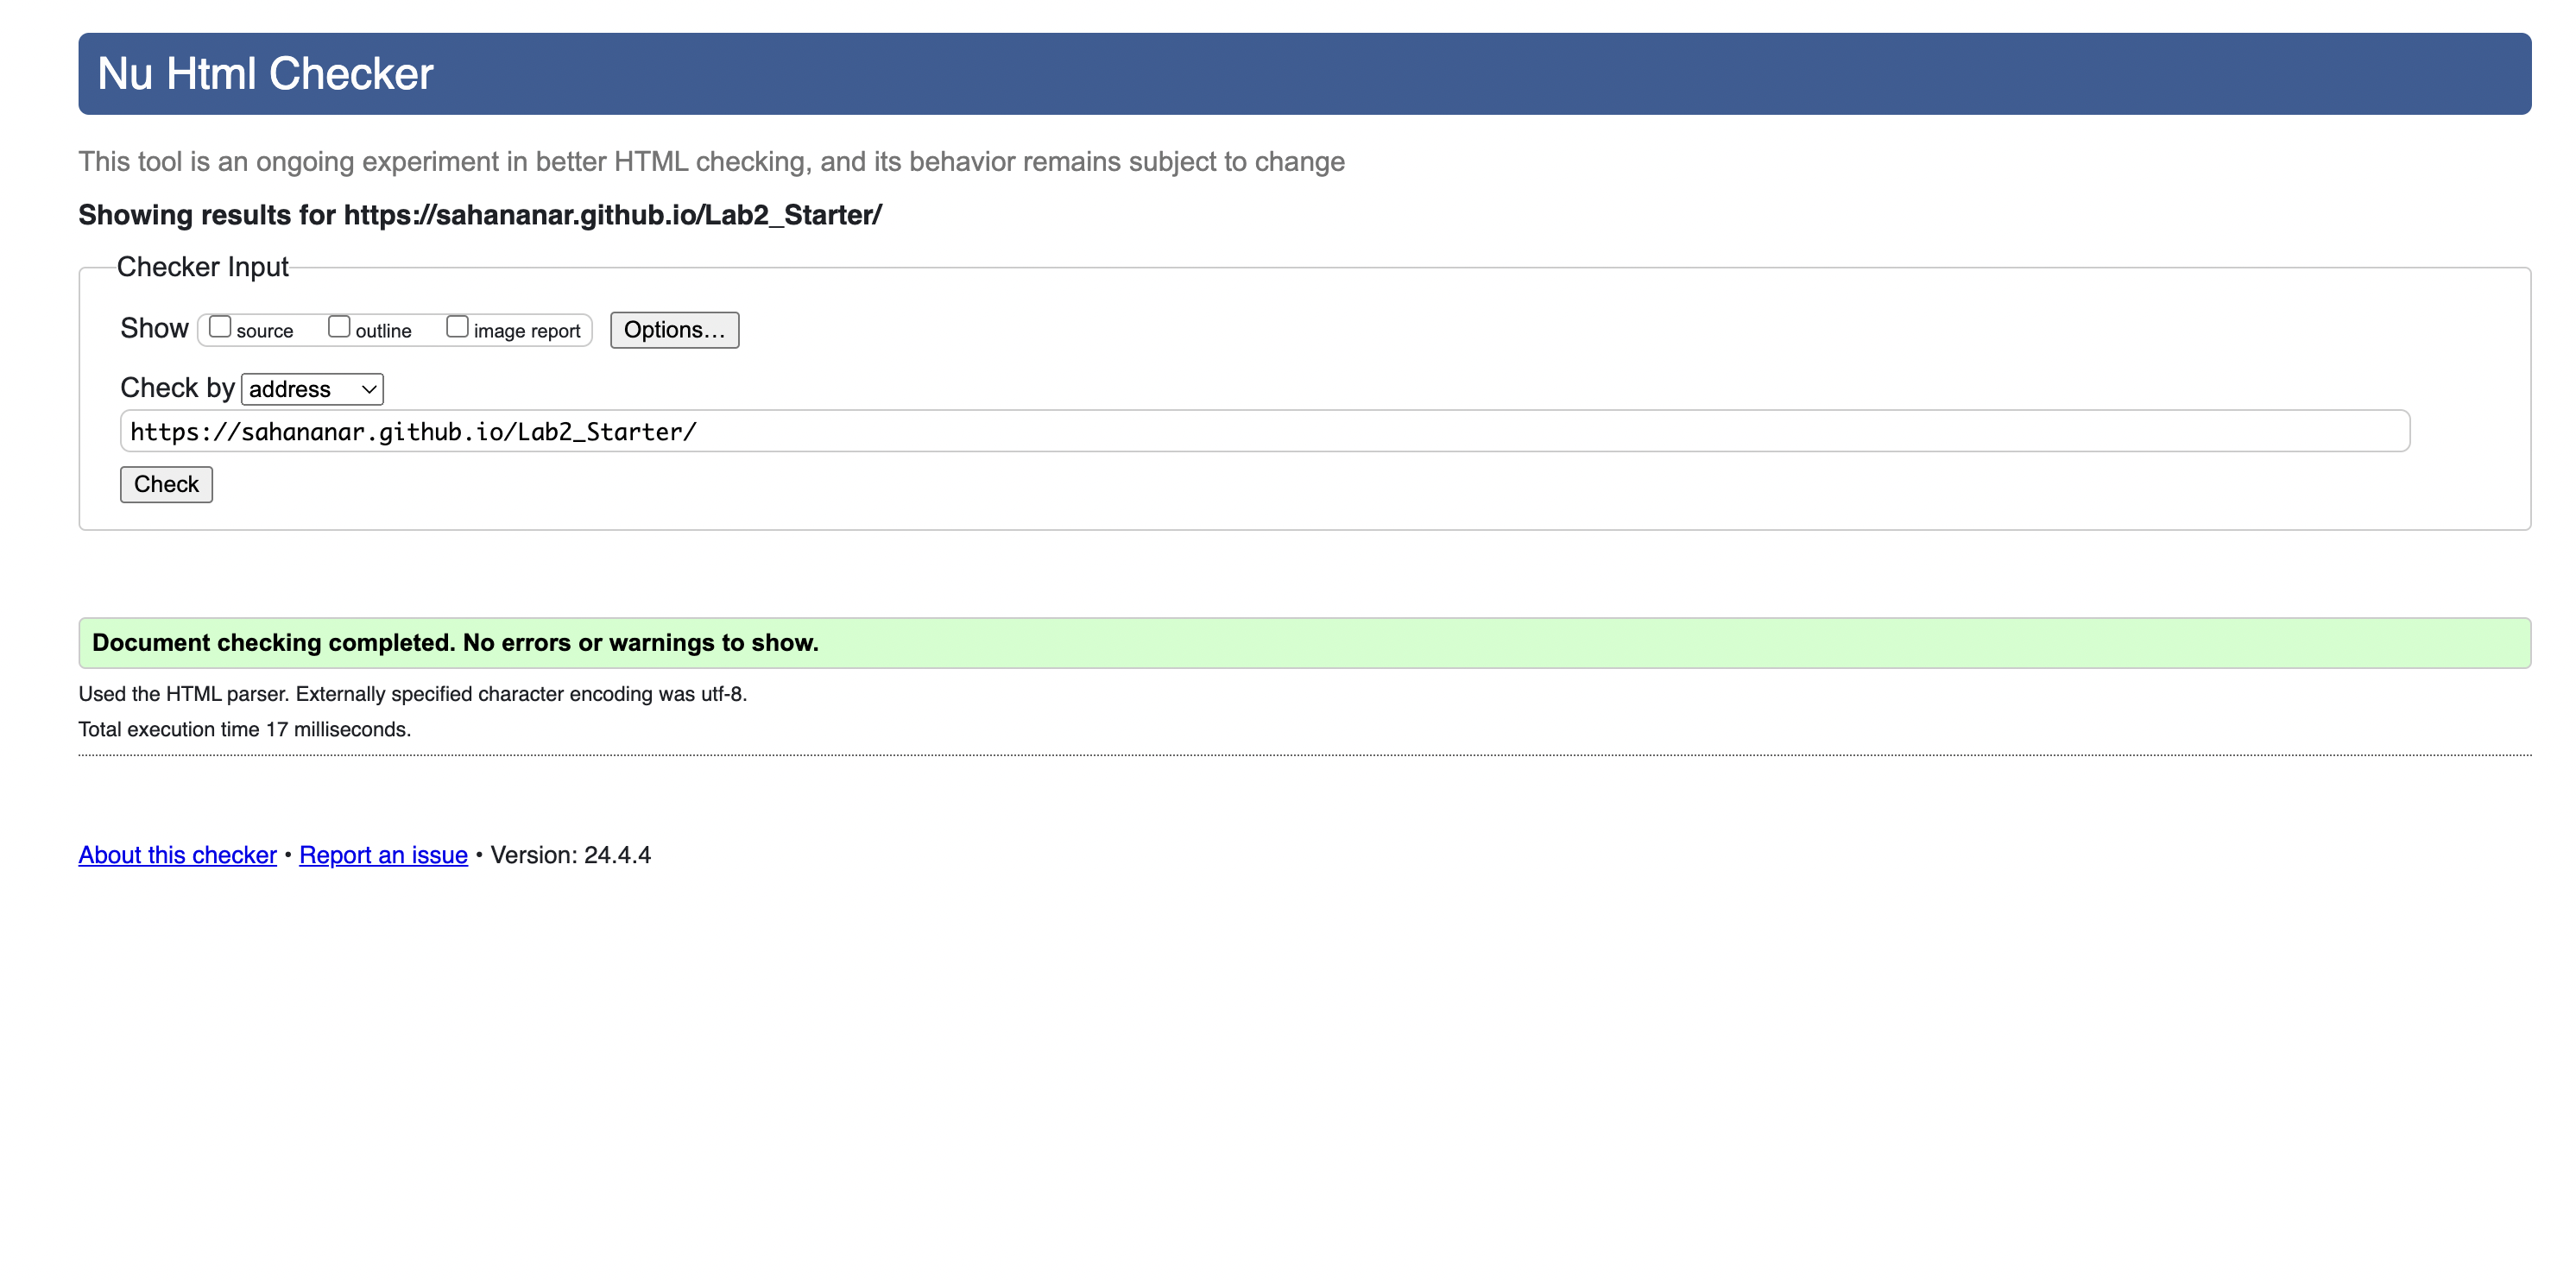 Nu Html Checker
This tool is an ongoing experiment in better HTML checking, and its behavior remains subject to change
Showing results for https://sahananar.github.io/Lab2_Starter/
Checker Input
Show source outline image report Options...
Check by address
https://sahananar.github.io/Lab2_Starter/
Check
Document checking completed. No errors or warnings to show.
Used the HTML parser. Externally specified character encoding was utf-8.
Total execution time 17 milliseconds.
About this checker • Report an issue • Version: 24.4.4